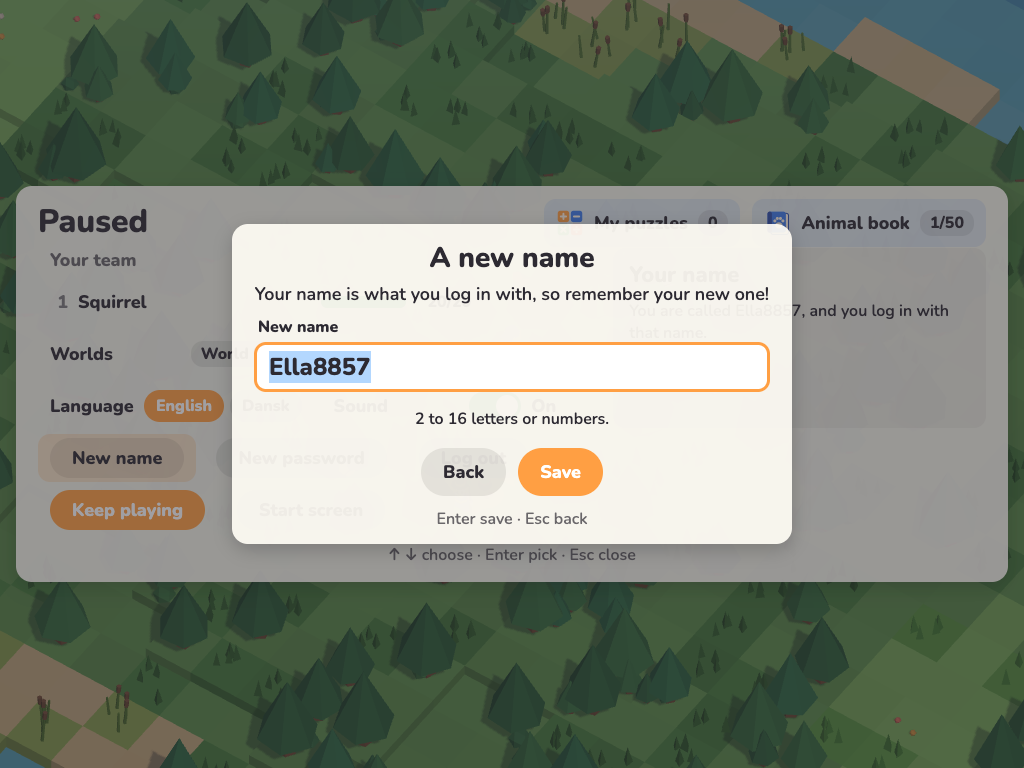 Paused
My puzzles 0
Animal book 1/50
Your team
1 Squirrel
Worlds
World
Language English Dansk Sound On
New name New password Log out
Keep playing Start screen
↑ ↓ choose · Enter pick · Esc close
Your name
You are called Ella8857, and you log in with
that name.
A new name
Your name is what you log in with, so remember your new one!
New name
Ella8857
2 to 16 letters or numbers.
Back Save
Enter save · Esc back